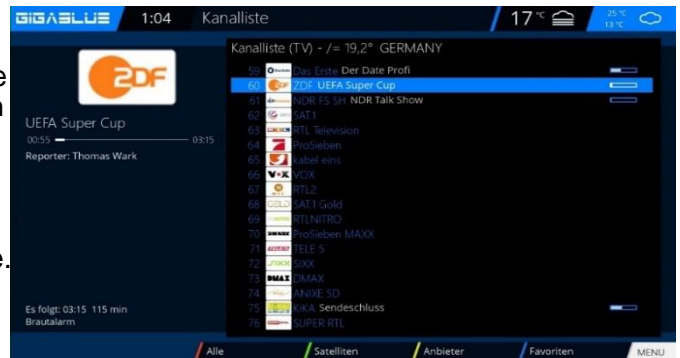 GIGABLUE 1:04 Kanalliste 17 °C 25 °C
13 °C
Kanalliste (TV) - /= 19,2° GERMANY
e
n
ZDF
UEFA Super Cup
00:55 03:15
Reporter: Thomas Wark
e.
Es folgt: 03:15 115 min
Brautalarm
59 Das Erste Der Date Profi
60 ZDF UEFA Super Cup
61 NDR FS SH NDR Talk Show
62 SAT.1
63 RTL Television
64 ProSieben
65 kabel eins
66 VOX VOX
67 RTL2
68 GOLD SAT.1 Gold
69 RTLNITRO
70 ProSieben MAXX
71 TELE 5
72 SIXX
73 DMAX DMAX
74 ANIXE SD
75 KiKA Sendeschluss
76 SUPER RTL
Alle Satelliten Anbieter Favoriten MENU